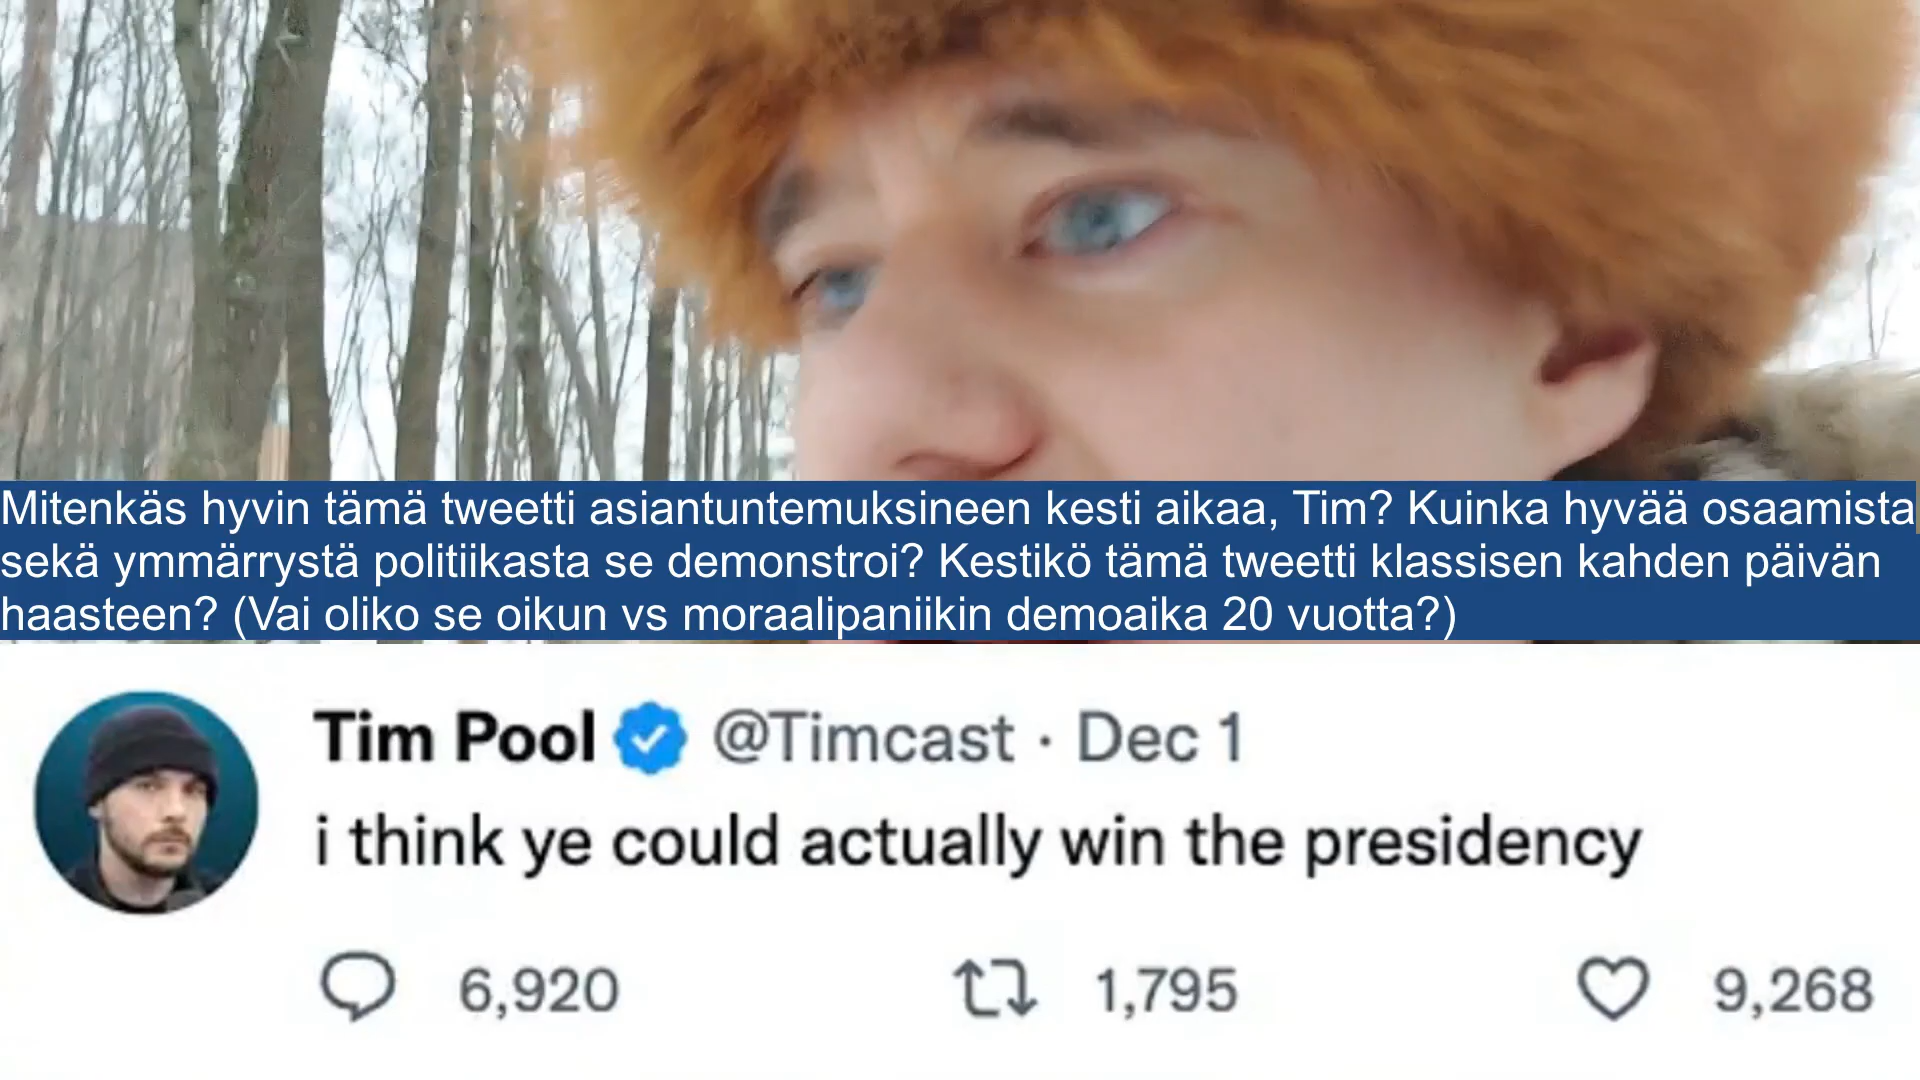 Mitenkäs hyvin tämä tweetti asiantuntemuksineen kesti aikaa, Tim? Kuinka hyvää osaamista
sekä ymmärrystä politiikasta se demonstroi? Kestikö tämä tweetti klassisen kahden päivän
haasteen? (Vai oliko se oikun vs moraalipaniikin demoaika 20 vuotta?)
Tim Pool @Timcast · Dec 1
i think ye could actually win the presidency
6,920 1,795 9,268